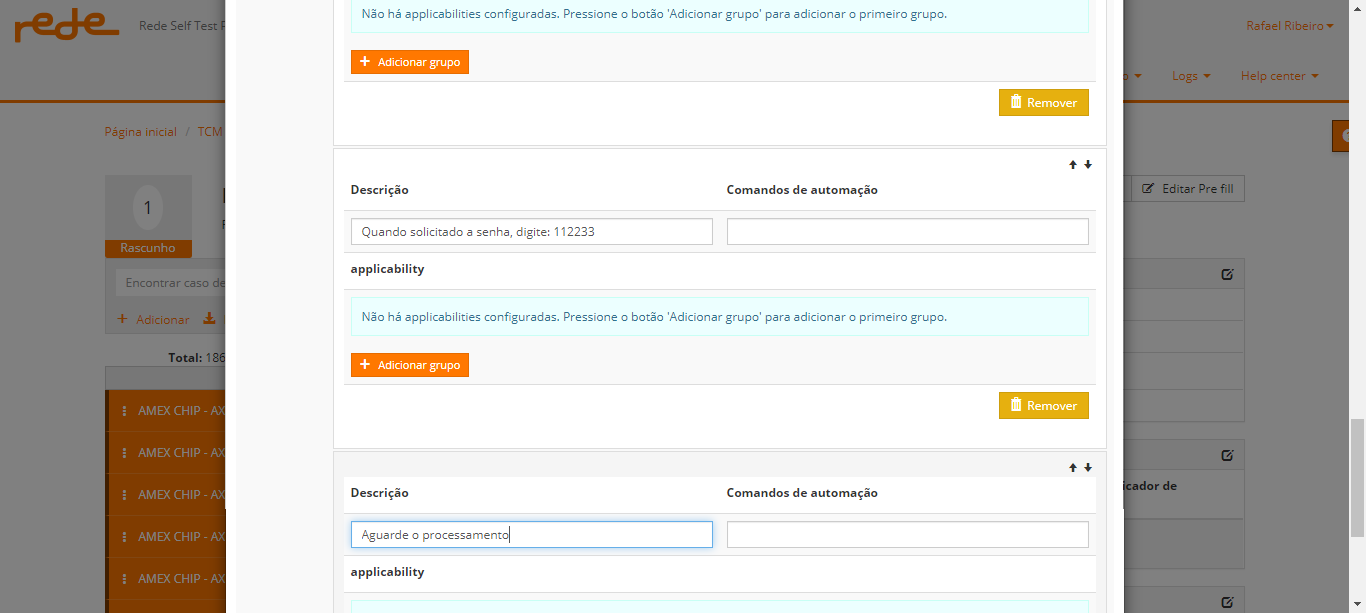 Não há applicabilities configuradas. Pressione o botão 'Adicionar grupo' para adicionar o primeiro grupo.
rede Rede Self Test
Rafael Ribeiro
Adicionar grupo
Logs Help center
Remover
Página inicial / TCM
Descrição Comandos de automação
1
Editar Pre fill
Quando solicitado a senha, digite: 112233
Rascunho
applicability
Encontrar caso de
Não há applicabilities configuradas. Pressione o botão 'Adicionar grupo' para adicionar o primeiro grupo.
Adicionar
Total: 186
Adicionar grupo
Remover
AMEX CHIP - AX
AMEX CHIP - AX
AMEX CHIP - AX
AMEX CHIP - AX
AMEX CHIP - AX
Descrição Comandos de automação
icador de
Aguarde o processamento
applicability